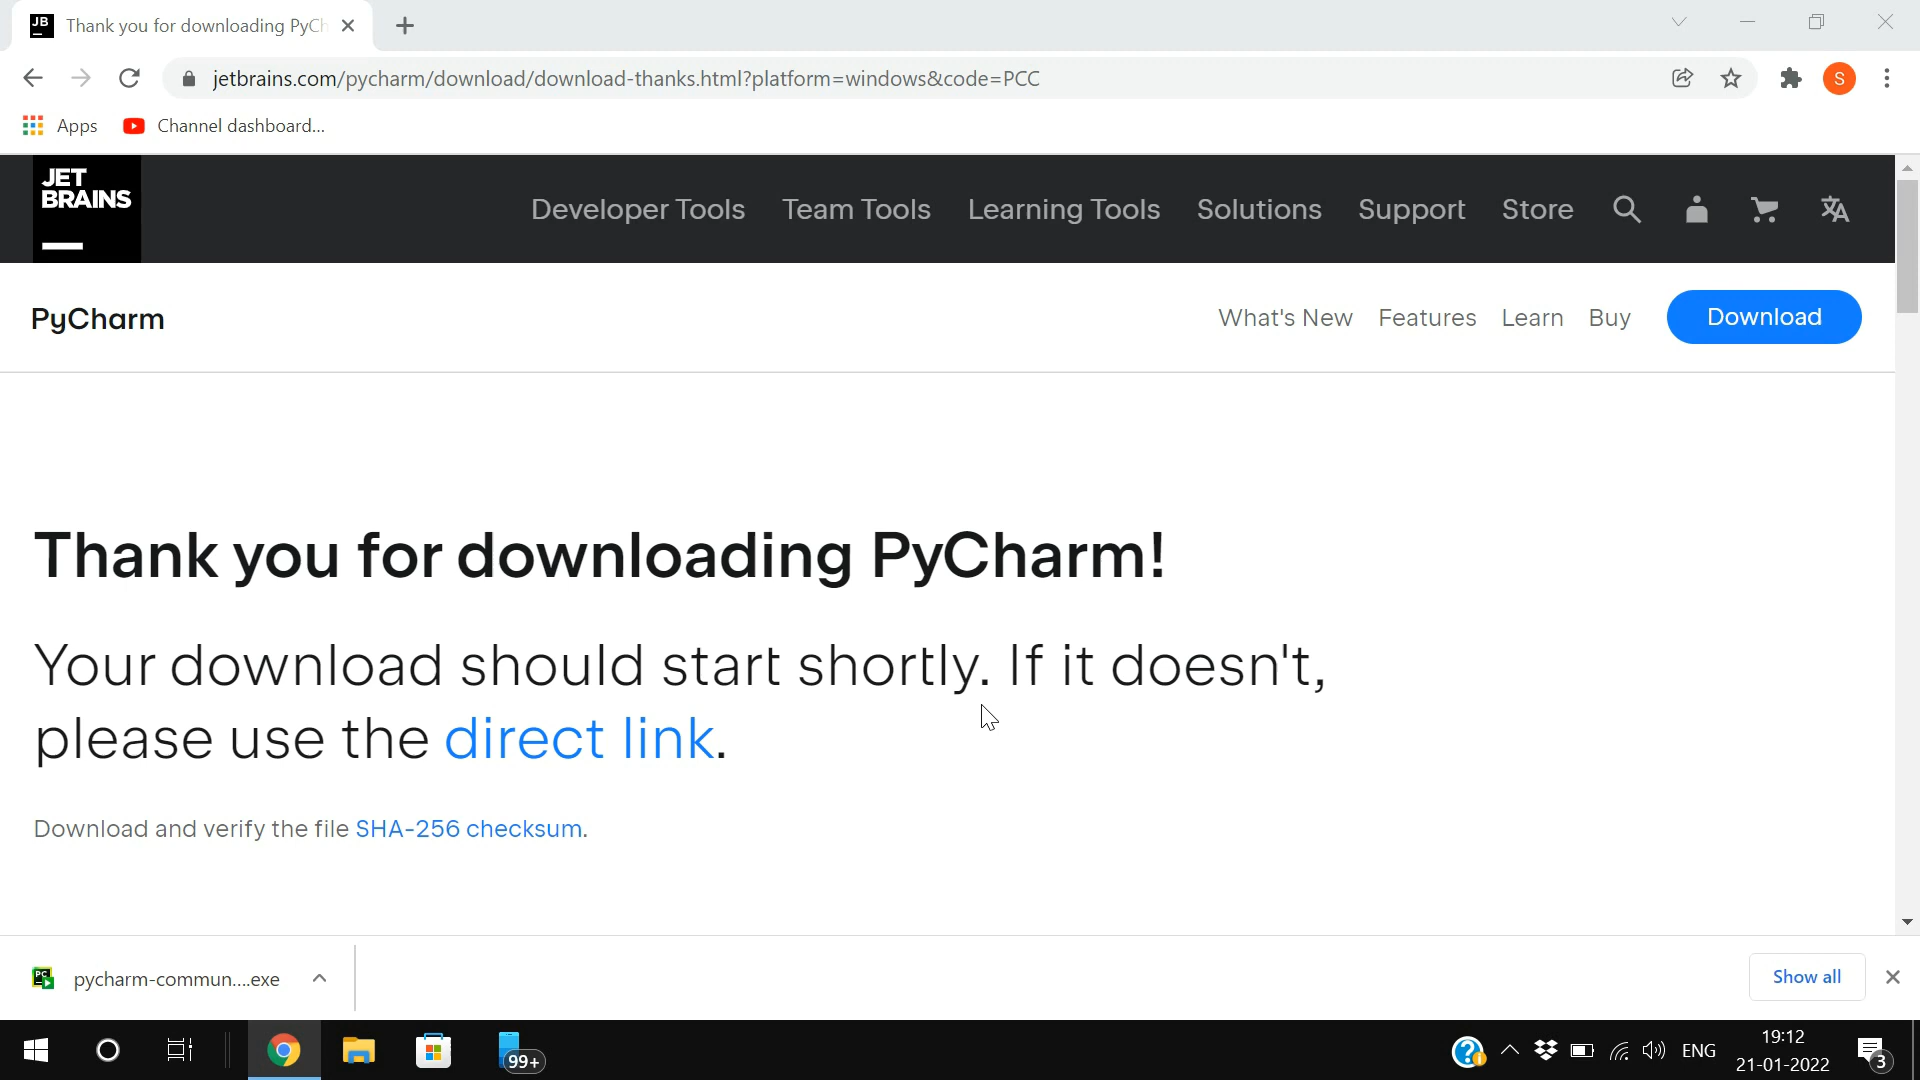 JB
Thank you for downloading PyCh
jetbrains.com/pycharm/download/download-thanks.html?platform=windows&code=PCC
S
Apps
Channel dashboard...
JET
BRAINS
Developer Tools
Team Tools
Learning Tools
Solutions
Support
Store
PyCharm
What's New
Features
Learn
Buy
Download
Thank you for downloading PyCharm!
Your download should start shortly. If it doesn't,
please use the direct link.
Download and verify the file SHA-256 checksum.
PC
pycharm-commun....exe
Show all
99+
ENG
19:12
21-01-2022
3